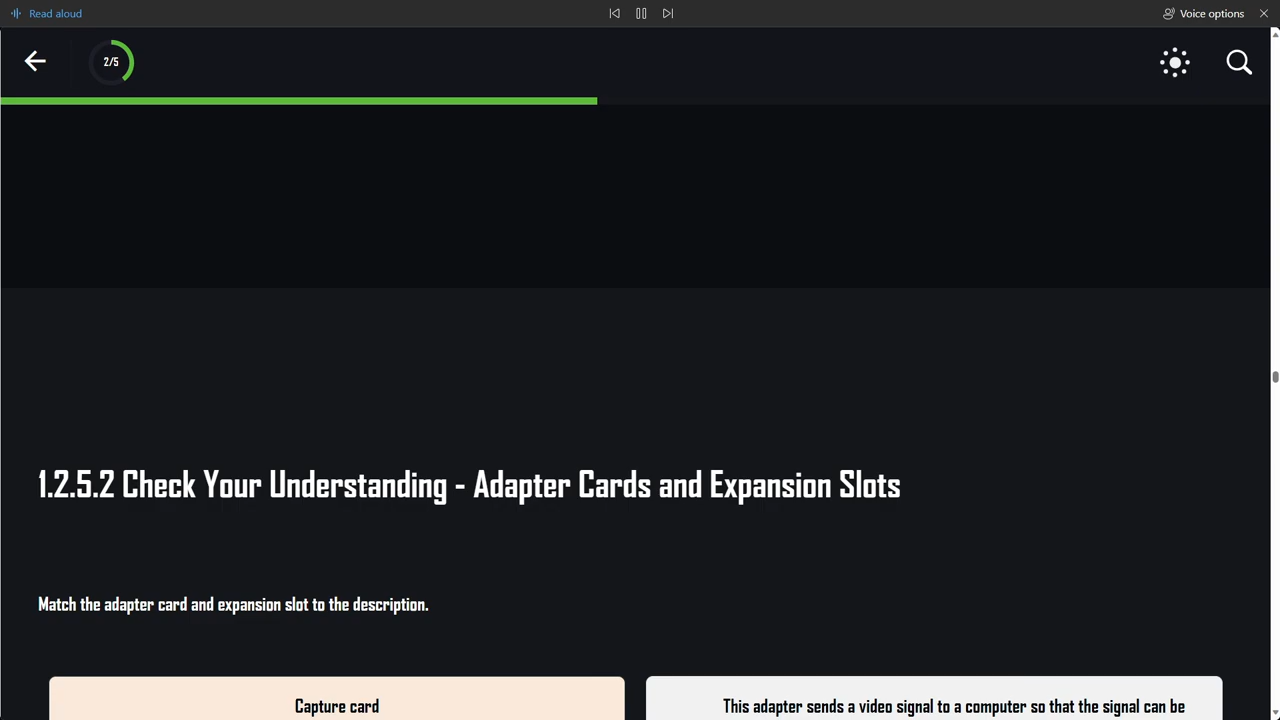 Read aloud
Voice options
2/5
1.2.5.2 Check Your Understanding - Adapter Cards and Expansion Slots
Match the adapter card and expansion slot to the description.
Capture card
This adapter sends a video signal to a computer so that the signal can be